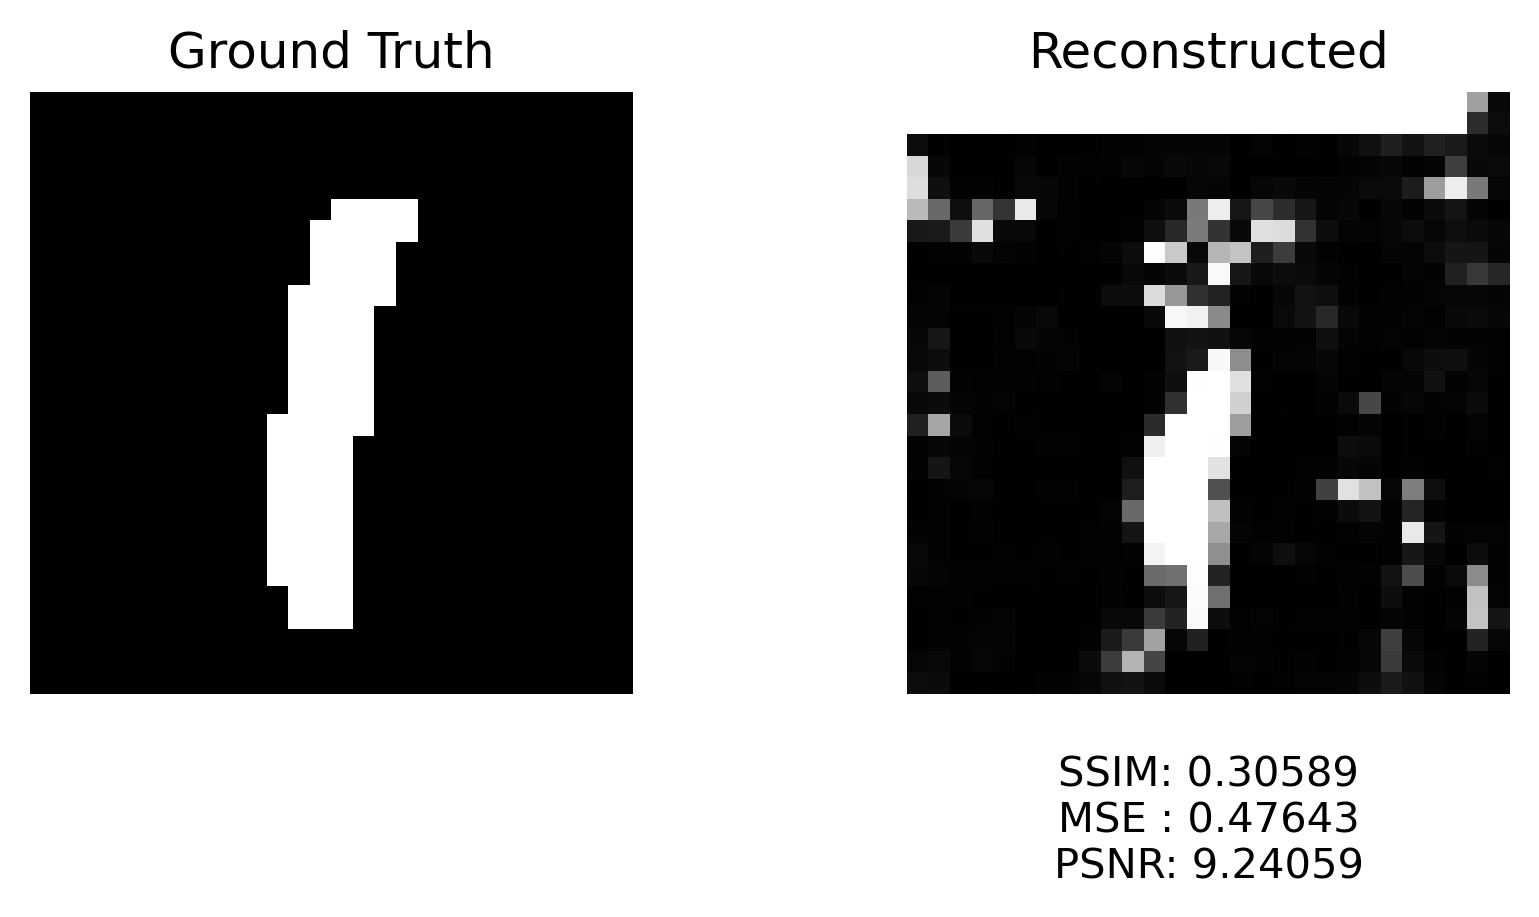 Ground Truth
Reconstructed
SSIM: 0.30589
MSE : 0.47643
PSNR: 9.24059